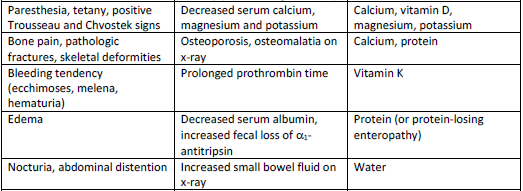 Paresthesia, tetany, positive Decreased serum calcium, Calcium, vitamin D,
Trousseau and Chvostek signs magnesium and potassium magnesium, potassium
Bone pain, pathologic Osteoporosis, osteomalatia on Calcium, protein
fractures, skeletal deformities x-ray
Bleeding tendency Prolonged prothrombin time Vitamin K
(ecchimoses, melena,
hematuria)
Edema Decreased serum albumin, Protein (or protein-losing
increased fecal loss of α₁- enteropathy)
antitripsin
Nocturia, abdominal distention Increased small bowel fluid on Water
x-ray